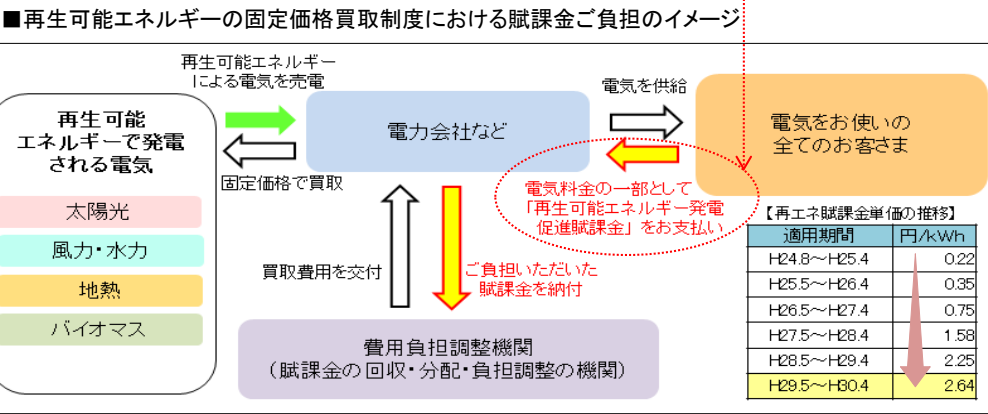 ■再生可能エネルギーの固定価格買取制度における賦課金ご負担のイメージ
再生可能エネルギー
による電気を売電
再生可能
エネルギーで発電
される電気
太陽光
風力・水力
地熱
バイオマス
固定価格で買取
電力会社など
電気を供給
電気をお使いの
全てのお客さま
電気料金の一部として
「再生可能エネルギー発電
促進賦課金」をお支払い
買取費用を交付
ご負担いただいた
賦課金を納付
費用負担調整機関
（賦課金の回収・分配・負担調整の機関）
【再エネ賦課金単価の推移】
適用期間 円/kWh
H24.8～H25.4 0.22
H25.5～H26.4 0.35
H26.5～H27.4 0.75
H27.5～H28.4 1.58
H28.5～H29.4 2.25
H29.5～H30.4 2.64